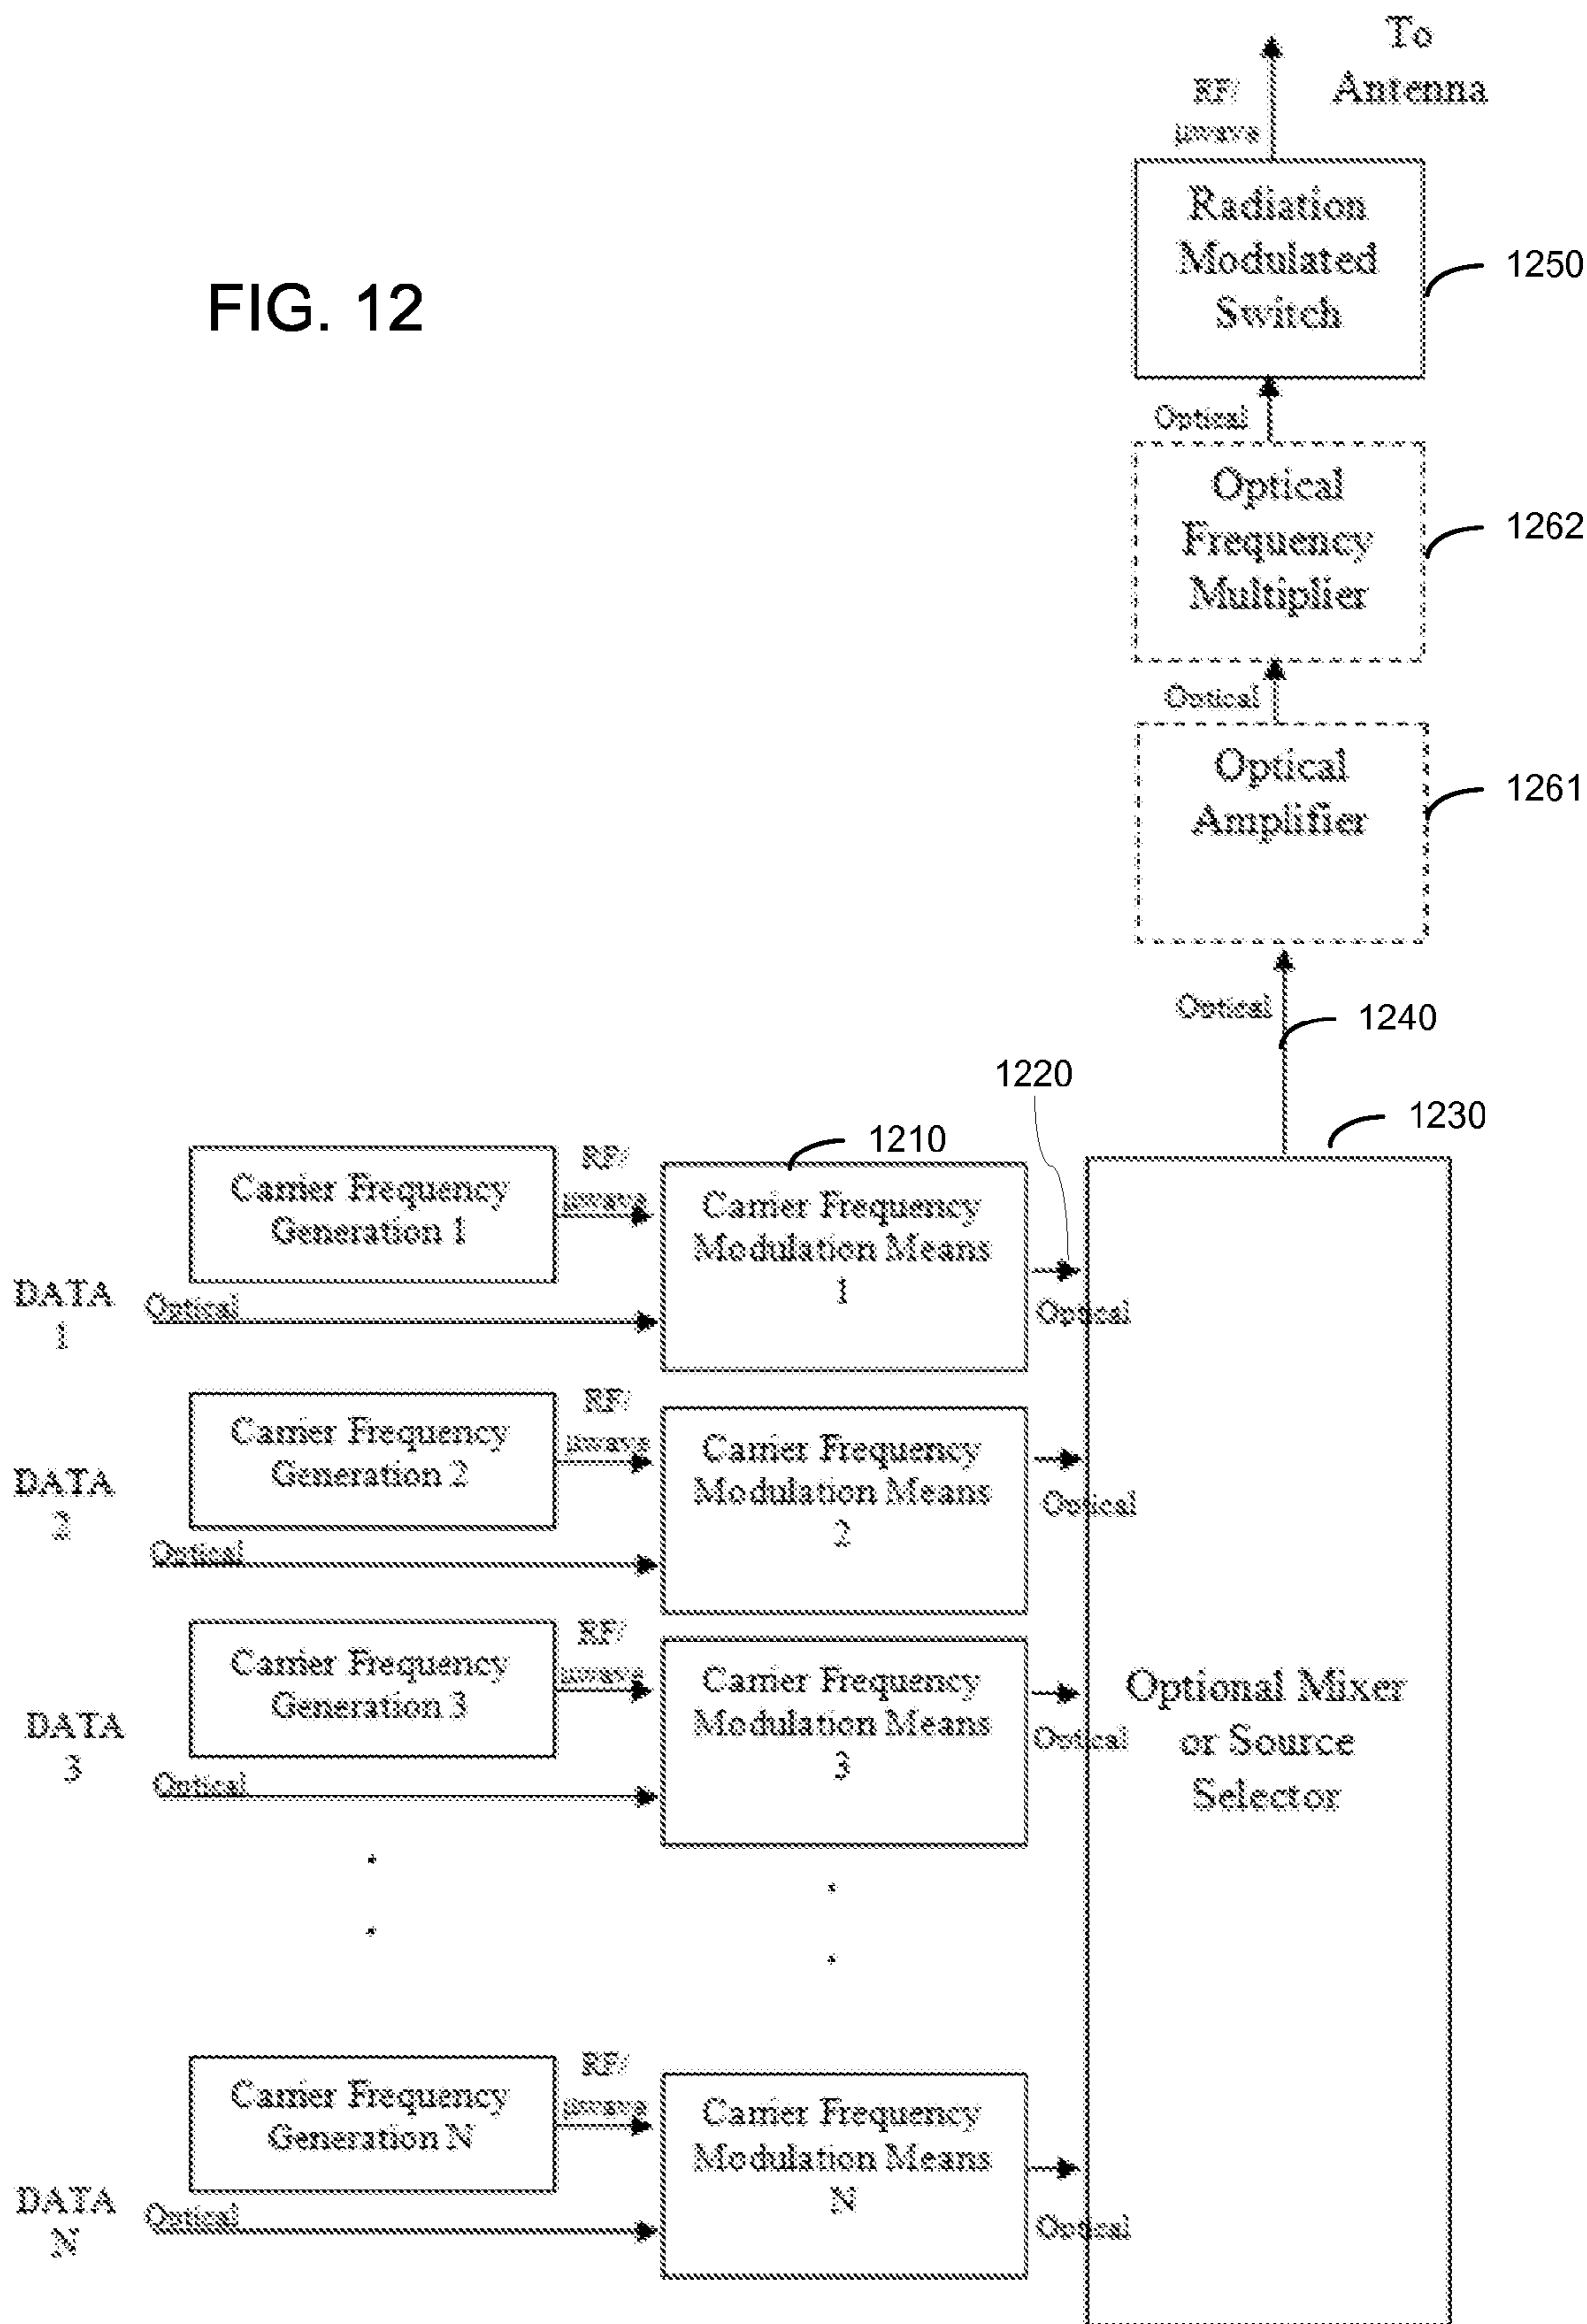 To
Antenna
RF/
μwave
Radiation
Modulated
Switch
1250
FIG. 12
Optical
Optical
Frequency
Multiplier
1262
Optical
Optical
Amplifier
1261
Optical
1240
1220
1230
1210
Carrier Frequency
Generation 1
RF/
μwave
Carrier Frequency
Modulation Means
1
DATA
1
Optical
Optical
Carrier Frequency
Generation 2
RF/
μwave
Carrier Frequency
Modulation Means
2
DATA
2
Optical
Optical
Carrier Frequency
Generation 3
RF/
μwave
Carrier Frequency
Modulation Means
3
DATA
3
Optical
Optical
Optional Mixer
or Source
Selector
Carrier Frequency
Generation N
RF/
μwave
Carrier Frequency
Modulation Means
N
DATA
N
Optical
Optical